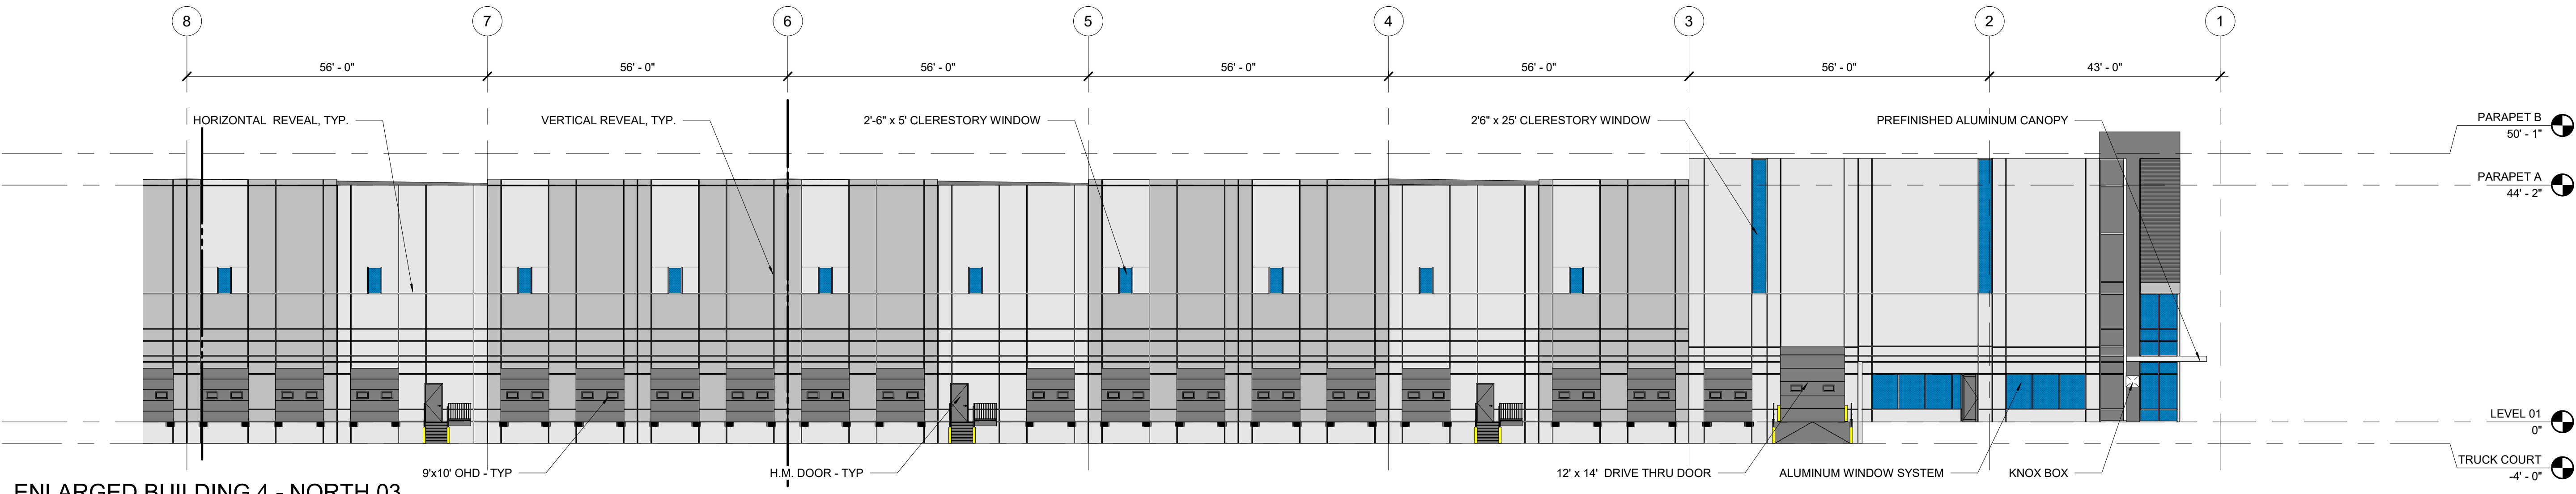 8 7 6 5 4 3 2 1
56' - 0" 56' - 0" 56' - 0" 56' - 0" 56' - 0" 56' - 0" 43' - 0"
HORIZONTAL REVEAL, TYP.
VERTICAL REVEAL, TYP.
2'-6" x 5' CLERESTORY WINDOW
2'6" x 25' CLERESTORY WINDOW
PREFINISHED ALUMINUM CANOPY
PARAPET B
50' - 1"
PARAPET A
44' - 2"
LEVEL 01
0"
9'x10' OHD - TYP
H.M. DOOR - TYP
12' x 14' DRIVE THRU DOOR
ALUMINUM WINDOW SYSTEM
KNOX BOX
TRUCK COURT
-4' - 0"
ENLARGED BUILDING 4 - NORTH 03